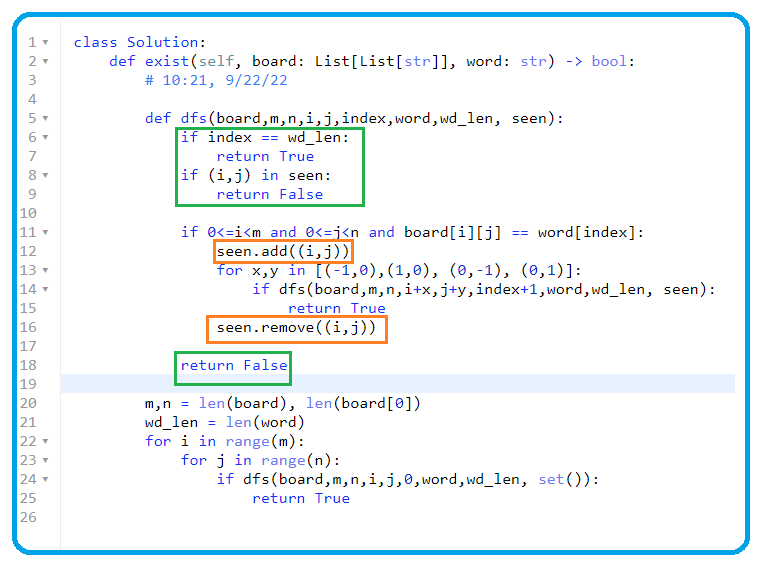 1 class Solution:
2     def exist(self, board: List[List[str]], word: str) -> bool:
3         # 10:21, 9/22/22
4
5         def dfs(board,m,n,i,j,index,word,wd_len, seen):
6             if index == wd_len:
7                 return True
8             if (i,j) in seen:
9                 return False
10
11             if 0<=i<m and 0<=j<n and board[i][j] == word[index]:
12                 seen.add((i,j))
13                 for x,y in [(-1,0),(1,0), (0,-1), (0,1)]:
14                     if dfs(board,m,n,i+x,j+y,index+1,word,wd_len, seen):
15                         return True
16                 seen.remove((i,j))
17
18             return False
19
20         m,n = len(board), len(board[0])
21         wd_len = len(word)
22         for i in range(m):
23             for j in range(n):
24                 if dfs(board,m,n,i,j,0,word,wd_len, set()):
25                     return True
26